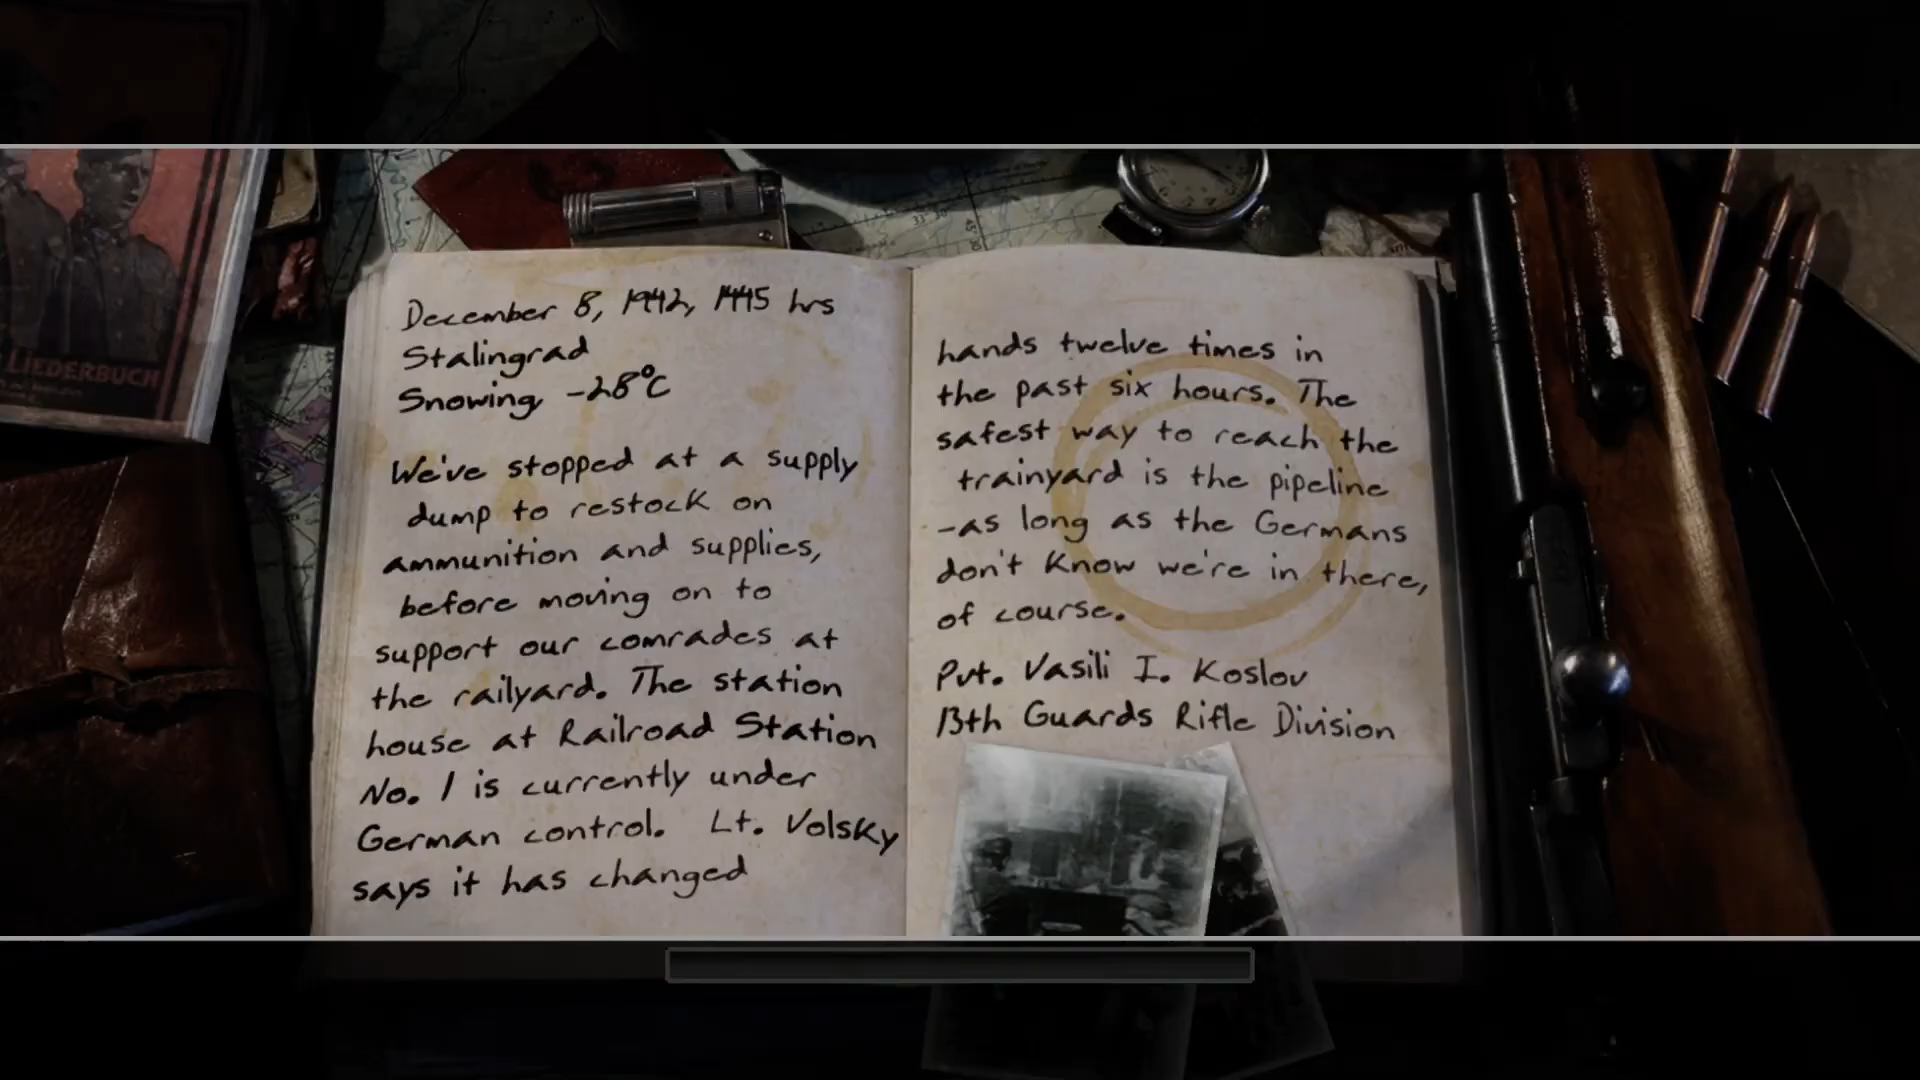 LIEDERBUCH
33° 30'
45
December 8, 1942, 1445 hrs
Stalingrad
Snowing, -28°C
We've stopped at a supply
dump to restock on
ammunition and supplies,
before moving on to
support our comrades at
the railyard. The station
house at Railroad Station
No. 1 is currently under
German control. Lt. Volsky
says it has changed
hands twelve times in
the past six hours. The
safest way to reach the
trainyard is the pipeline
-as long as the Germans
don't know we're in there,
of course.
Pvt. Vasili I. Koslov
13th Guards Rifle Division